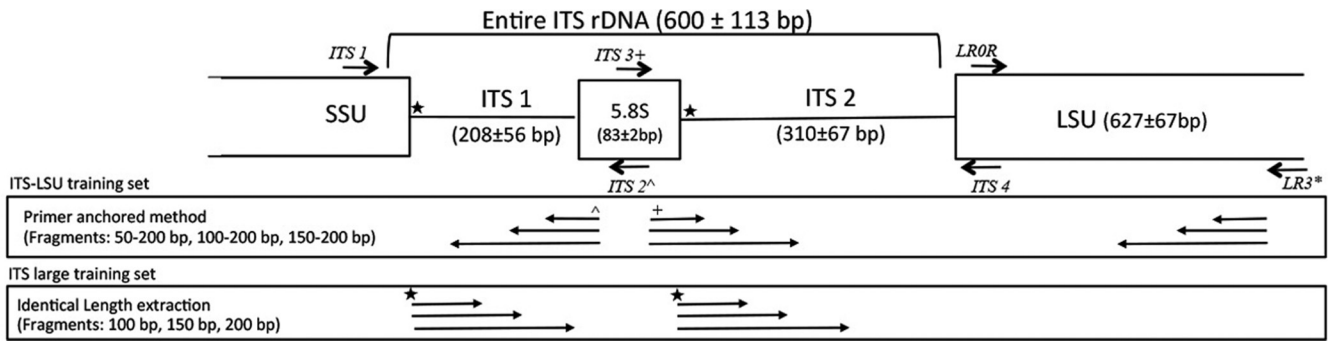 Entire ITS rDNA (600 ± 113 bp)
ITS 1
ITS 3+
LR0R
SSU
★
ITS 1
(208±56 bp)
5.8S
(83±2bp)
★
ITS 2
(310±67 bp)
LSU (627±67bp)
ITS 2^
ITS 4
LR3*
ITS-LSU training set
Primer anchored method
(Fragments: 50-200 bp, 100-200 bp, 150-200 bp)
^
+
ITS large training set
Identical Length extraction
(Fragments: 100 bp, 150 bp, 200 bp)
★
★